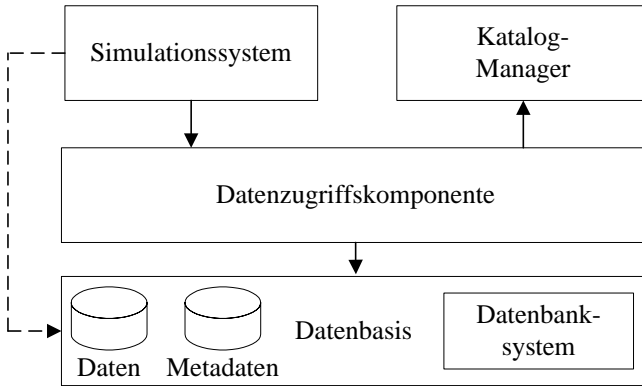 Simulationssystem
Katalog-
Manager
Datenzugriffskomponente
Datenbasis
Datenbank-
system
Daten
Metadaten